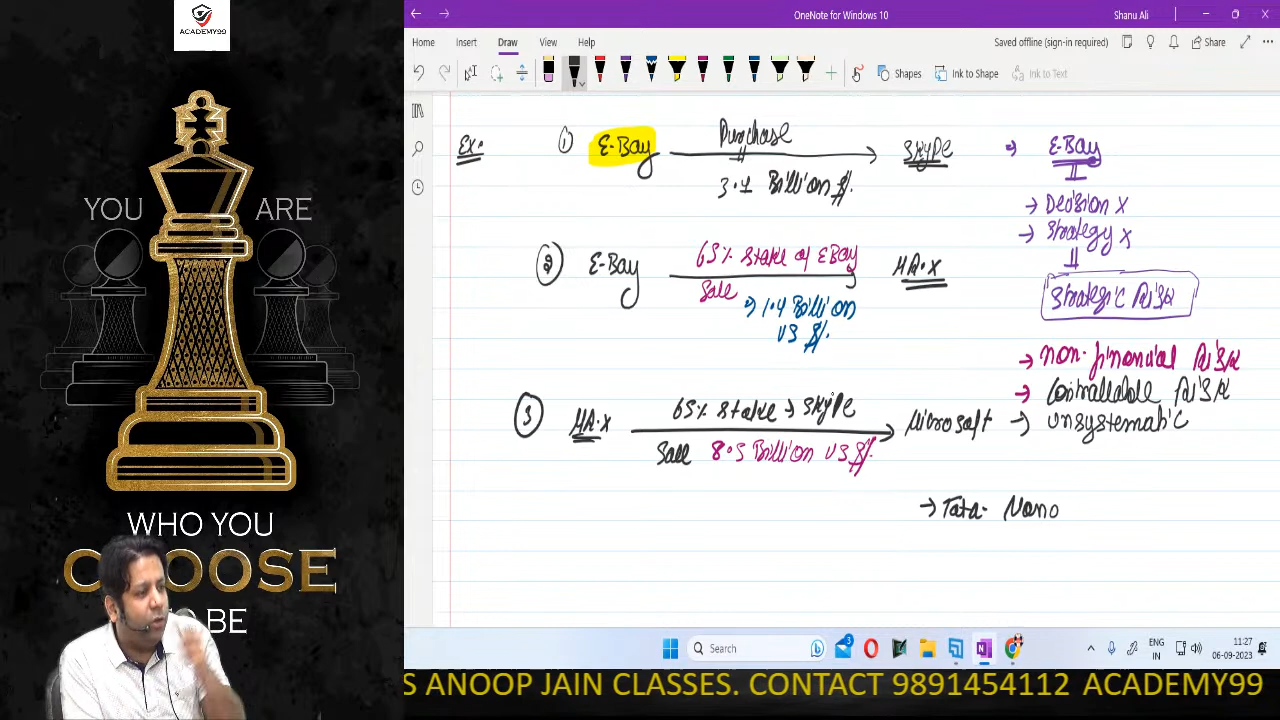 ACADEMY99
YOU ARE
WHO YOU
CHOOSE
TO BE
OneNote for Windows 10
Shanu Ali
Home Insert Draw View Help
Saved offline (sign-in required)
Share
Shapes Ink to Shape Ink to Text
Ex:
1) E-Bay Purchase SKYPE
3.1 Billion $/.
⇒ E-Bay
→ Decision X
→ Strategy X
Strategic Risk
2) E-Bay 65% Stake of EBay MA.X
Sale ⇒ 1.4 Billion
US $/.
→ non-financial Risk
→ Controllable Risk
→ unsystematic
3) MA.X 65% Stake → Skype Microsoft
Sale 8.5 Billion US $/.
→ Tata- Nano
Search
ENG
IN
11:27
06-09-2023
S ANOOP JAIN CLASSES. CONTACT 9891454112 ACADEMY99